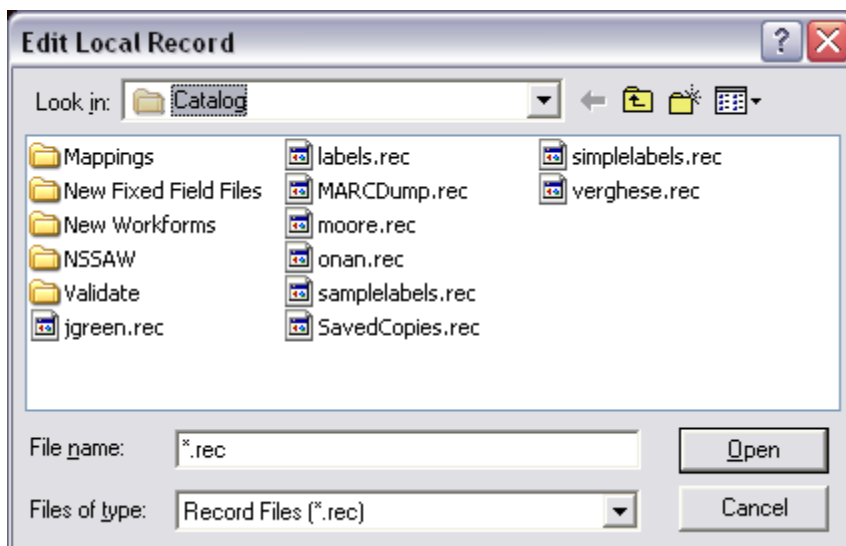 Edit Local Record
Look in: Catalog
Mappings
New Fixed Field Files
New Workforms
NSSAW
Validate
jgreen.rec
labels.rec
MARCDump.rec
moore.rec
onan.rec
samplelabels.rec
SavedCopies.rec
simplelabels.rec
verghese.rec
File name: *.rec
Open
Files of type: Record Files (*.rec)
Cancel